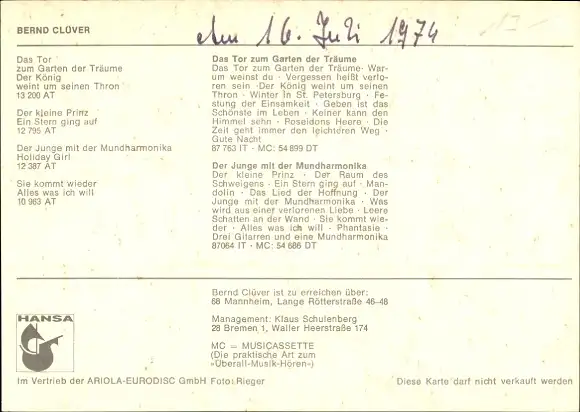 BERND CLÜVER
Am 16. Juli 1974
Das Tor
zum Garten der Träume
Der König
weint um seinen Thron
13 200 AT
Der kleine Prinz
Ein Stern ging auf
12 795 AT
Der Junge mit der Mundharmonika
Holiday Girl
12 387 AT
Sie kommt wieder
Alles was ich will
10 963 AT
Das Tor zum Garten der Träume
Das Tor zum Garten der Träume · War-
um weinst du · Vergessen heißt verlo-
ren sein · Der König weint um seinen
Thron · Winter in St. Petersburg · Fe-
stung der Einsamkeit · Geben ist das
Schönste im Leben · Keiner kann den
Himmel sehn · Poseidons Heere · Die
Zeit geht immer den leichteren Weg ·
Gute Nacht
87 763 IT - MC: 54 899 DT
Der Junge mit der Mundharmonika
Der kleine Prinz · Der Raum des
Schweigens · Ein Stern ging auf · Man-
dolin · Das Lied der Hoffnung · Der
Junge mit der Mundharmonika · Was
wird aus einer verlorenen Liebe · Leere
Schatten an der Wand · Sie kommt wie-
der · Alles was ich will · Phantasie ·
Drei Gitarren und eine Mundharmonika
87064 IT · MC: 54 686 DT
Bernd Clüver ist zu erreichen über:
68 Mannheim, Lange Rötterstraße 46-48
Management: Klaus Schulenberg
28 Bremen 1, Waller Heerstraße 174
MC = MUSICASSETTE
(Die praktische Art zum
»Überall-Musik-Hören«)
HANSA
Im Vertrieb der ARIOLA-EURODISC GmbH Foto: Rieger
Diese Karte darf nicht verkauft werden